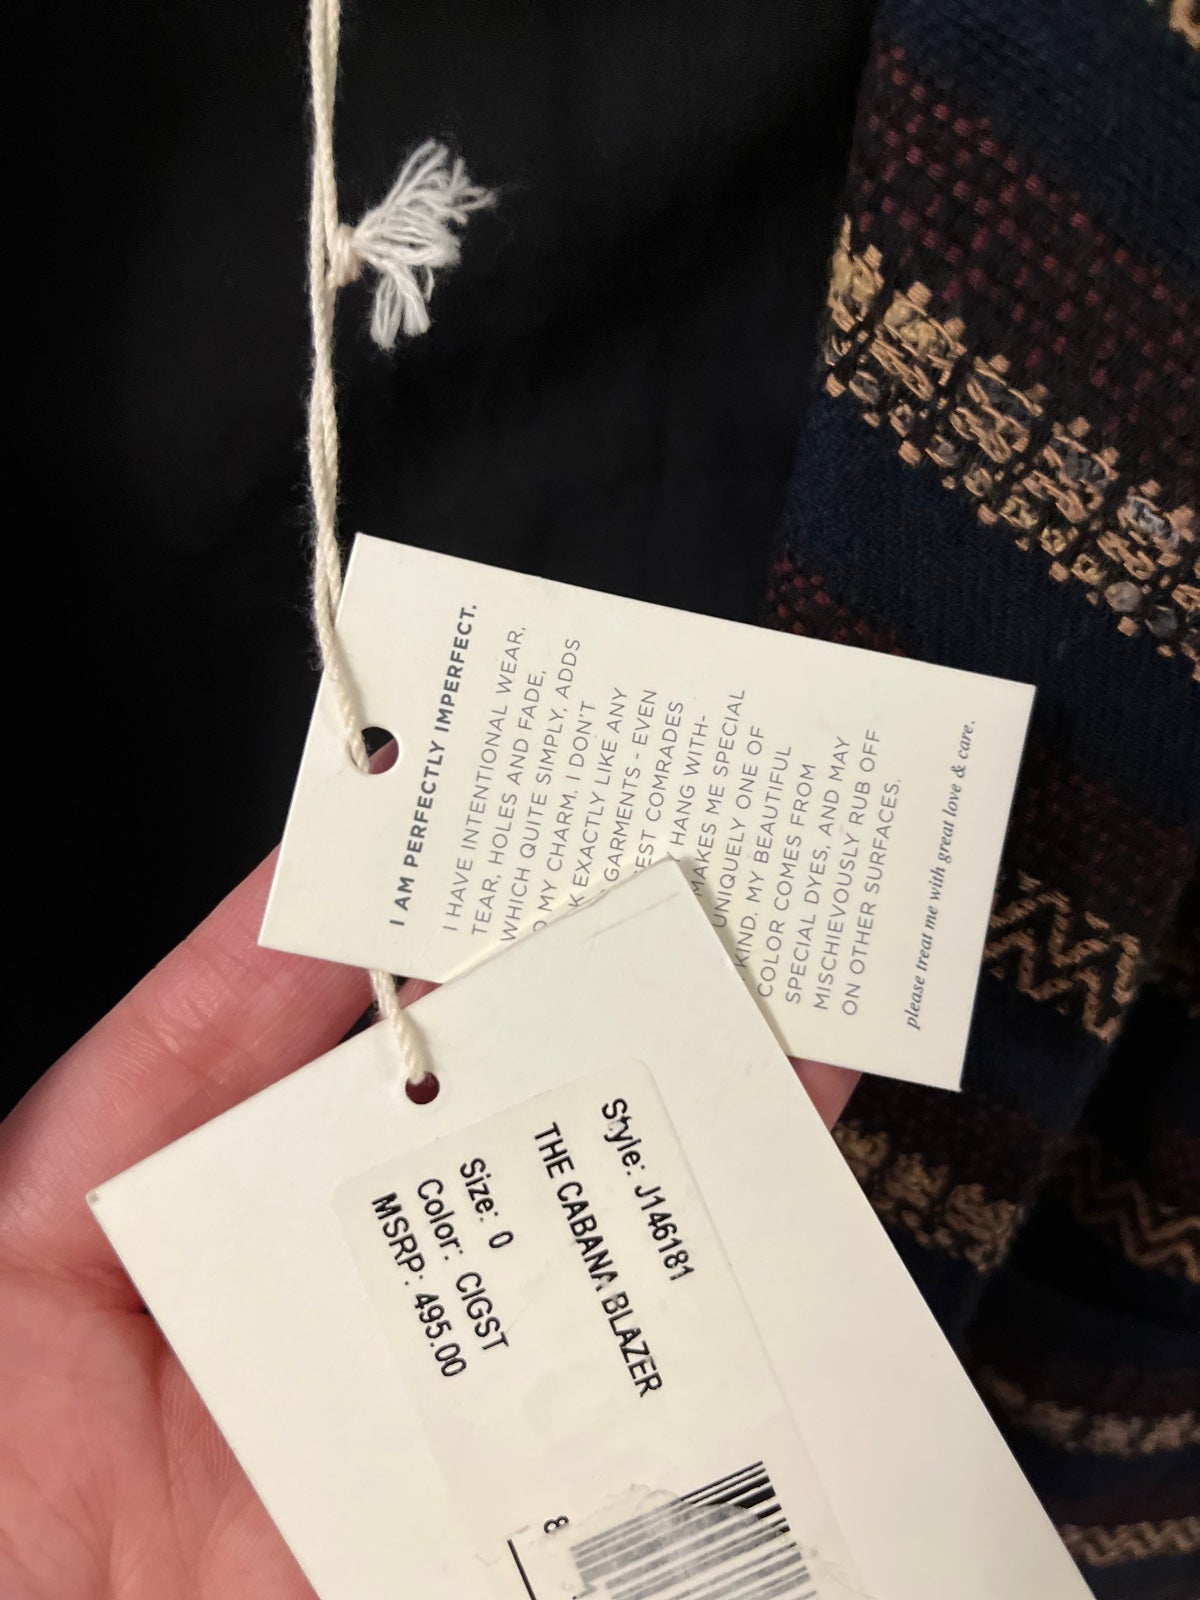 I AM PERFECTLY IMPERFECT.
I HAVE INTENTIONAL WEAR,
TEAR, HOLES AND FADE,
WHICH QUITE SIMPLY, ADDS
MY CHARM. I DON'T
EXACTLY LIKE ANY
GARMENTS - EVEN
COMRADES
HANG WITH-
MAKES ME SPECIAL
UNIQUELY ONE OF
KIND. MY BEAUTIFUL
COLOR COMES FROM
SPECIAL DYES, AND MAY
MISCHIEVOUSLY RUB OFF
ON OTHER SURFACES.
please treat me with great love & care.
Style: J146181
THE CABANA BLAZER
Size: 0
Color: CIGST
MSRP: 495.00
8